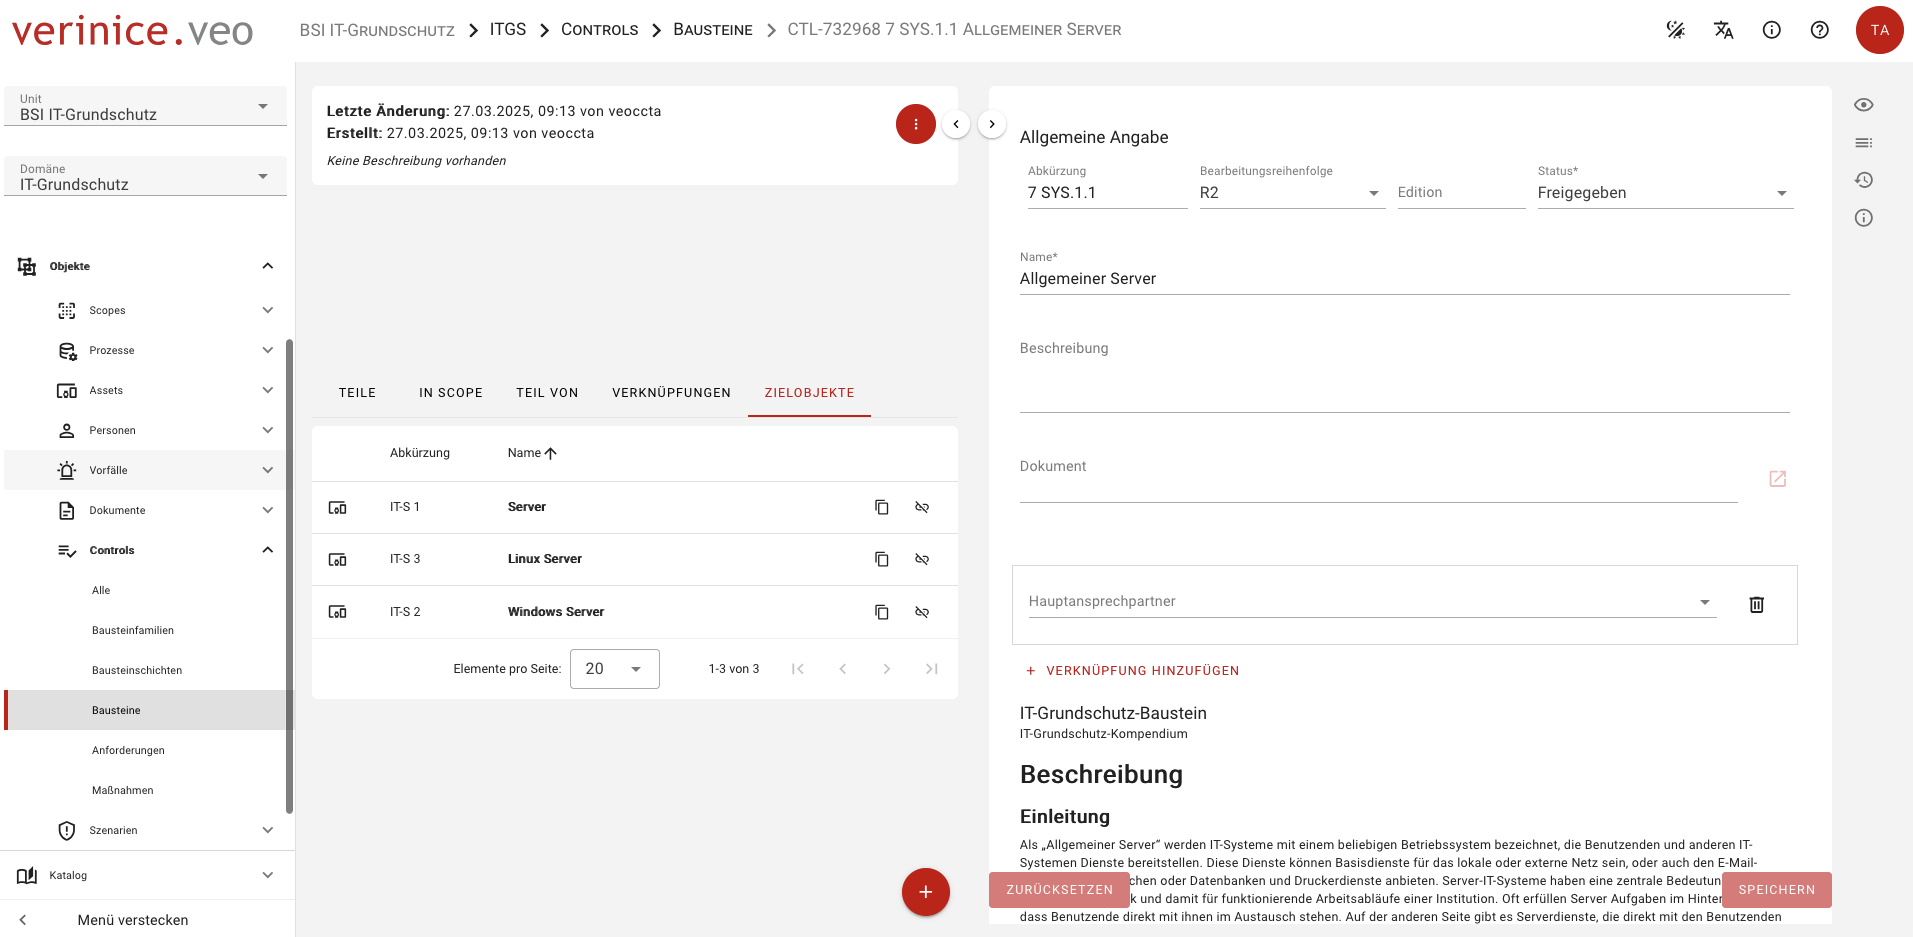 verinice.veo
BSI IT-Grundschutz > ITGS > Controls > Bausteine > CTL-732968 7 SYS.1.1 Allgemeiner Server
TA
Unit
BSI IT-Grundschutz
Domäne
IT-Grundschutz
Objekte
Scopes
Prozesse
Assets
Personen
Vorfälle
Dokumente
Controls
Alle
Bausteinfamilien
Bausteinschichten
Bausteine
Anforderungen
Maßnahmen
Szenarien
Katalog
Menü verstecken
Letzte Änderung: 27.03.2025, 09:13 von veoccta
Erstellt: 27.03.2025, 09:13 von veoccta
Keine Beschreibung vorhanden
TEILE IN SCOPE TEIL VON VERKNÜPFUNGEN ZIELOBJEKTE
Abkürzung Name
IT-S 1 Server
IT-S 3 Linux Server
IT-S 2 Windows Server
Elemente pro Seite: 20 1-3 von 3
Allgemeine Angabe
Abkürzung Bearbeitungsreihenfolge Status*
7 SYS.1.1 R2 Edition Freigegeben
Name*
Allgemeiner Server
Beschreibung
Dokument
Hauptansprechpartner
+ VERKNÜPFUNG HINZUFÜGEN
IT-Grundschutz-Baustein
IT-Grundschutz-Kompendium
Beschreibung
Einleitung
Als „Allgemeiner Server“ werden IT-Systeme mit einem beliebigen Betriebssystem bezeichnet, die Benutzenden und anderen IT-
Systemen Dienste bereitstellen. Diese Dienste können Basisdienste für das lokale oder externe Netz sein, oder auch den E-Mail-
chen oder Datenbanken und Druckerdienste anbieten. Server-IT-Systeme haben eine zentrale Bedeutun
k und damit für funktionierende Arbeitsabläufe einer Institution. Oft erfüllen Server Aufgaben im Hinter
dass Benutzende direkt mit ihnen im Austausch stehen. Auf der anderen Seite gibt es Serverdienste, die direkt mit den Benutzenden
ZURÜCKSETZEN
SPEICHERN